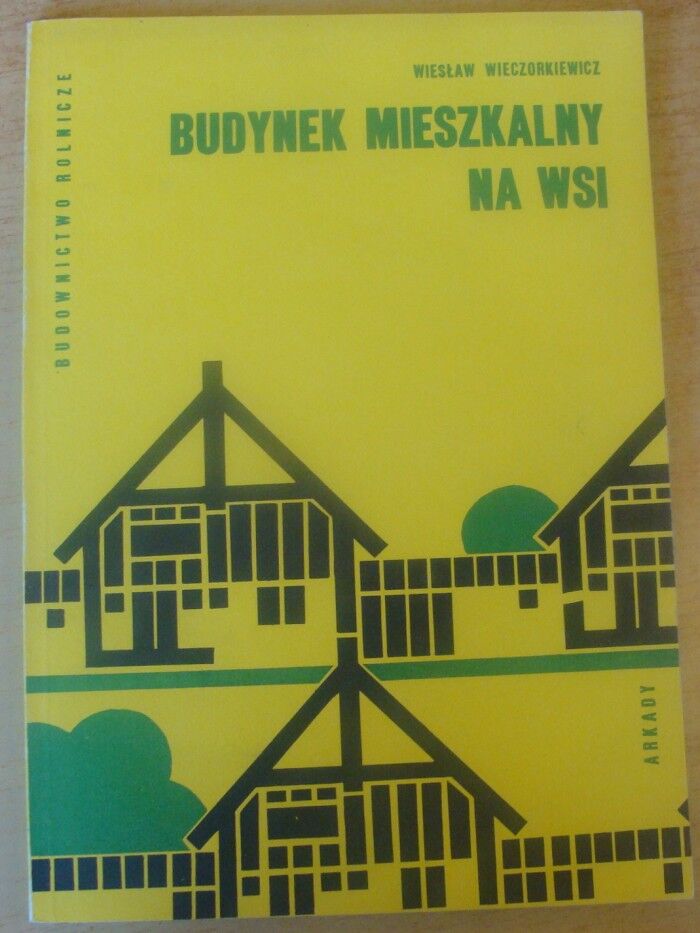 WIESŁAW WIECZORKIEWICZ
BUDYNEK MIESZKALNY
NA WSI
BUDOWNICTWO ROLNICZE
ARKADY